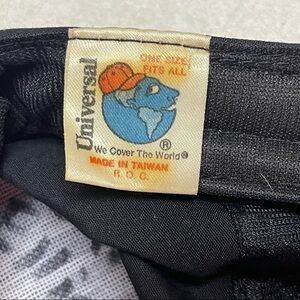 Universal
ONE SIZE
FITS ALL
®
We Cover The World®
MADE IN TAIWAN
R. O. C.